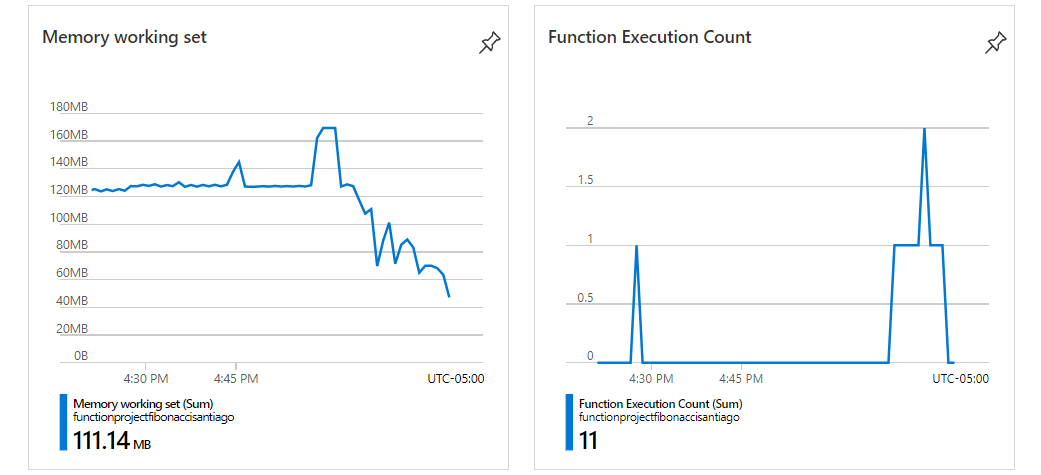 Memory working set
180MB
160MB
140MB
120MB
100MB
80MB
60MB
40MB
20MB
0B
4:30 PM 4:45 PM UTC-05:00
Memory working set (Sum)
functionprojectfibonaccisantiago
111.14 MB
Function Execution Count
2
1.5
1
0.5
0
4:30 PM 4:45 PM UTC-05:00
Function Execution Count (Sum)
functionprojectfibonaccisantiago
11